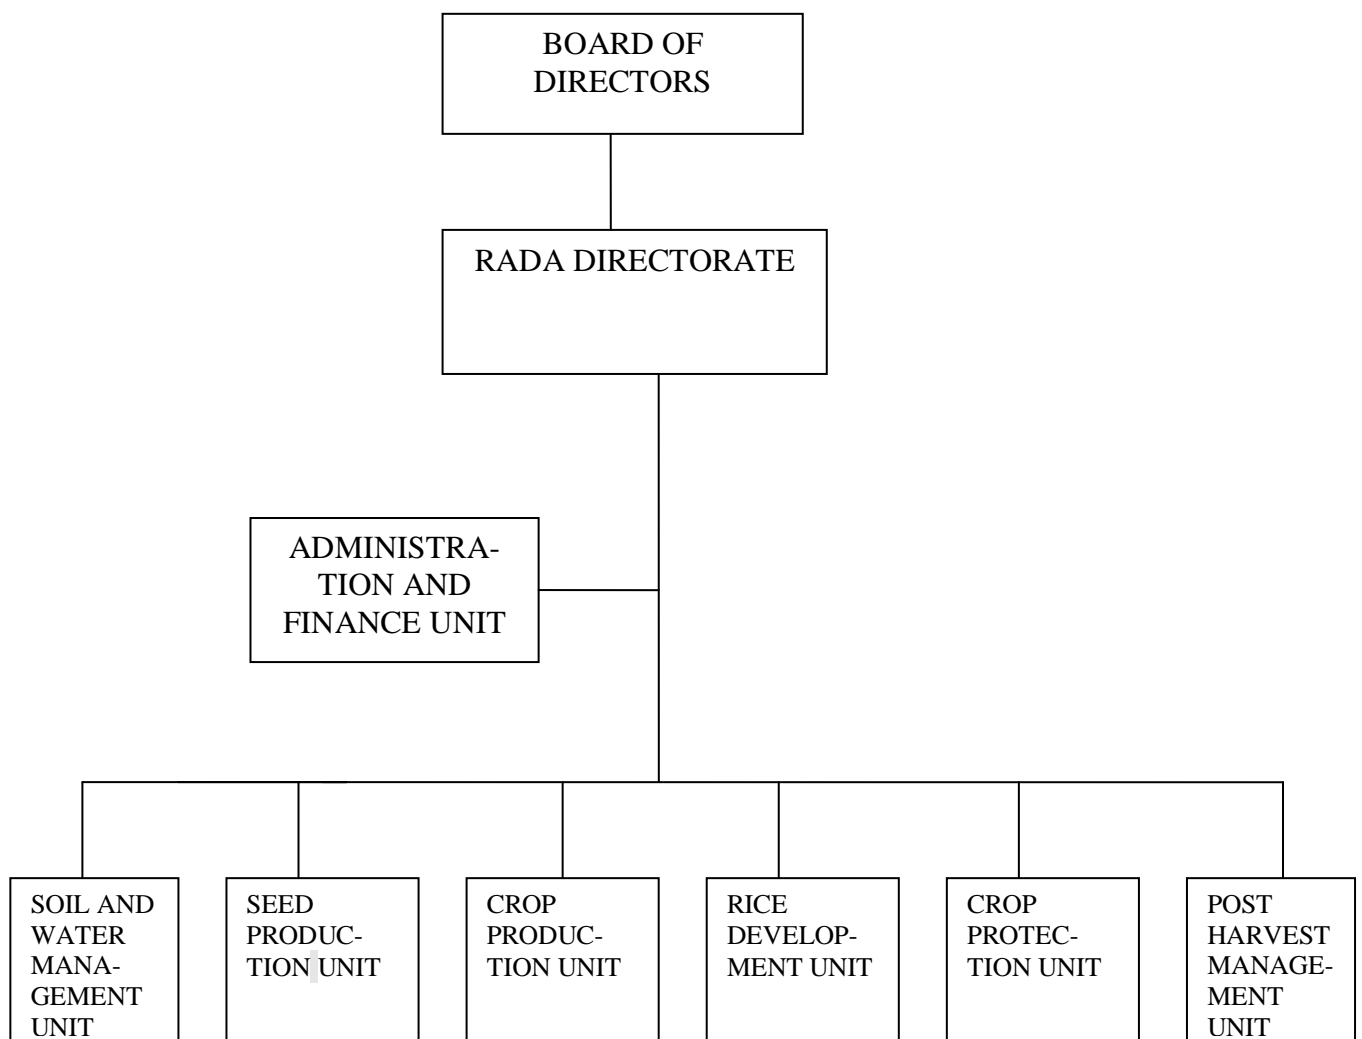 BOARD OF
DIRECTORS
RADA DIRECTORATE
ADMINISTRA-
TION AND
FINANCE UNIT
SOIL AND
WATER
MANA-
GEMENT
UNIT
SEED
PRODUC-
TION UNIT
CROP
PRODUC-
TION UNIT
RICE
DEVELOP-
MENT UNIT
CROP
PROTEC-
TION UNIT
POST
HARVEST
MANAGE-
MENT
UNIT